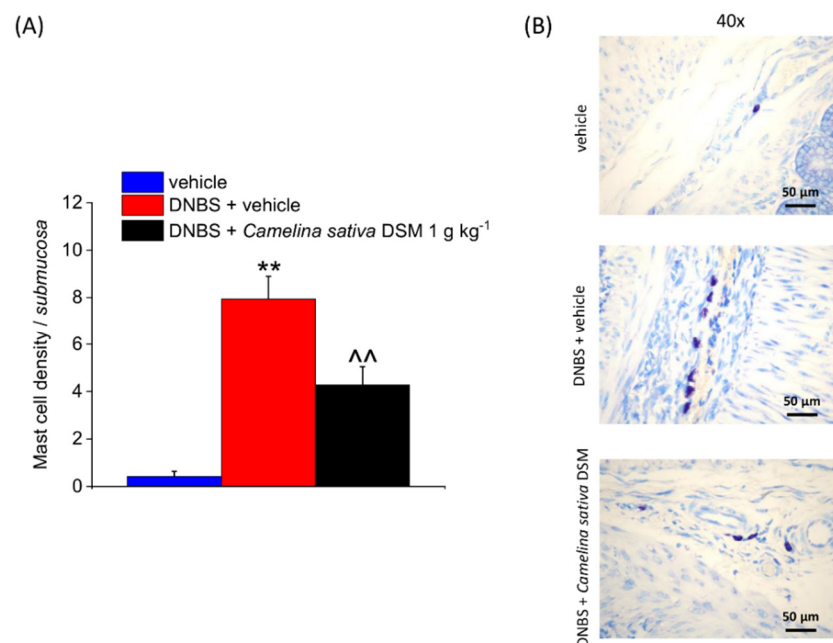 (A)
vehicle
DNBS + vehicle
DNBS + Camelina sativa DSM 1 g kg⁻¹
Mast cell density / submucosa
12
10
8
6
4
2
0
**
^^
(B)
40x
vehicle
50 µm
DNBS + vehicle
50 µm
DNBS + Camelina sativa DSM
50 µm